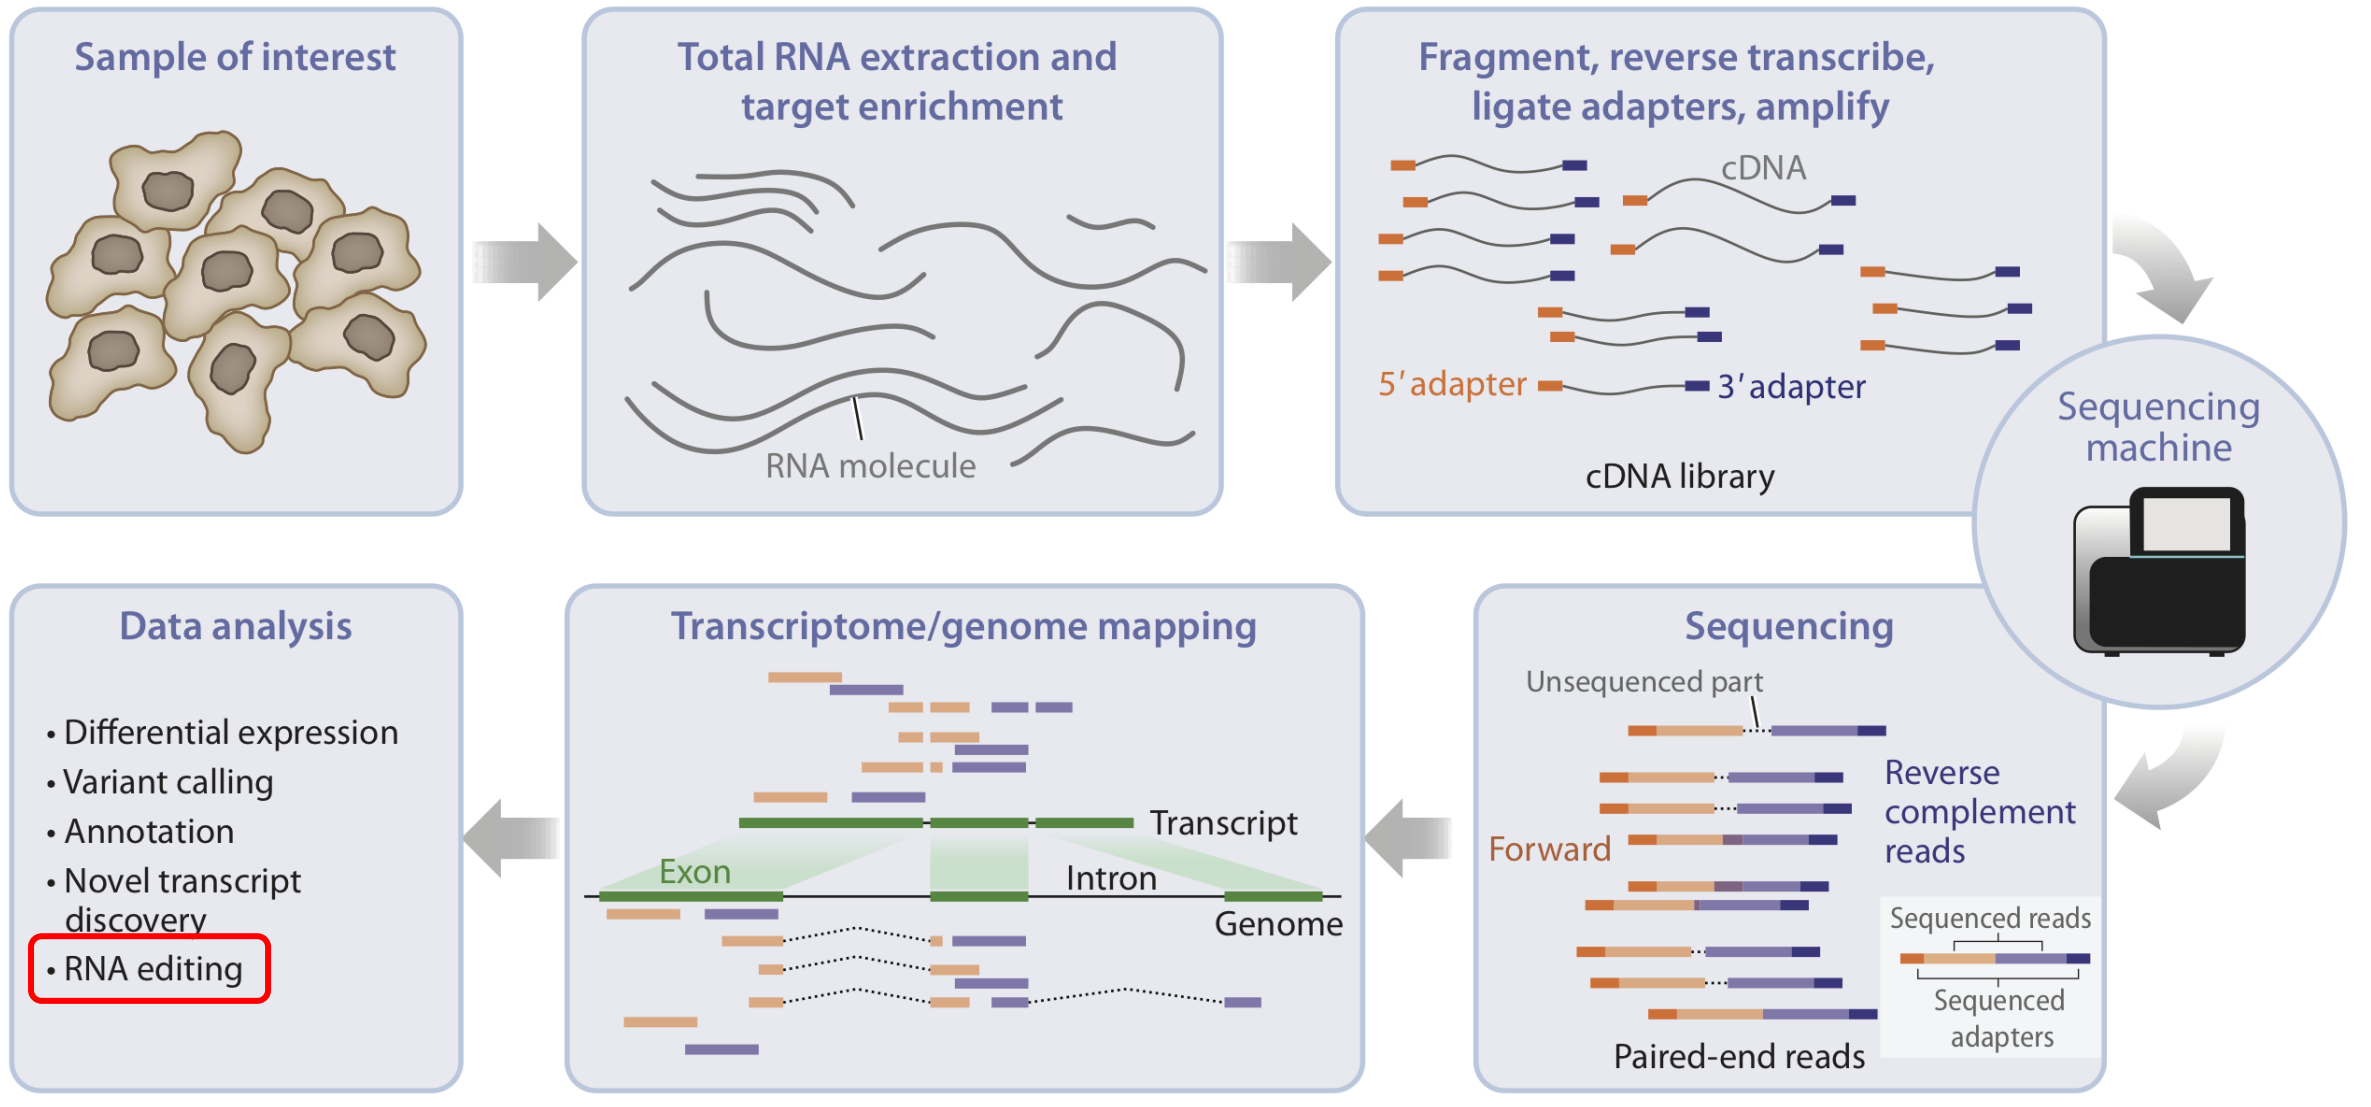 Sample of interest
Total RNA extraction and
target enrichment
RNA molecule
Fragment, reverse transcribe,
ligate adapters, amplify
cDNA
5′ adapter
3′ adapter
cDNA library
Sequencing
machine
Sequencing
Unsequenced part
Reverse
complement
reads
Forward
Sequenced reads
Sequenced
adapters
Paired-end reads
Transcriptome/genome mapping
Transcript
Exon
Intron
Genome
Data analysis
• Differential expression
• Variant calling
• Annotation
• Novel transcript
discovery
• RNA editing